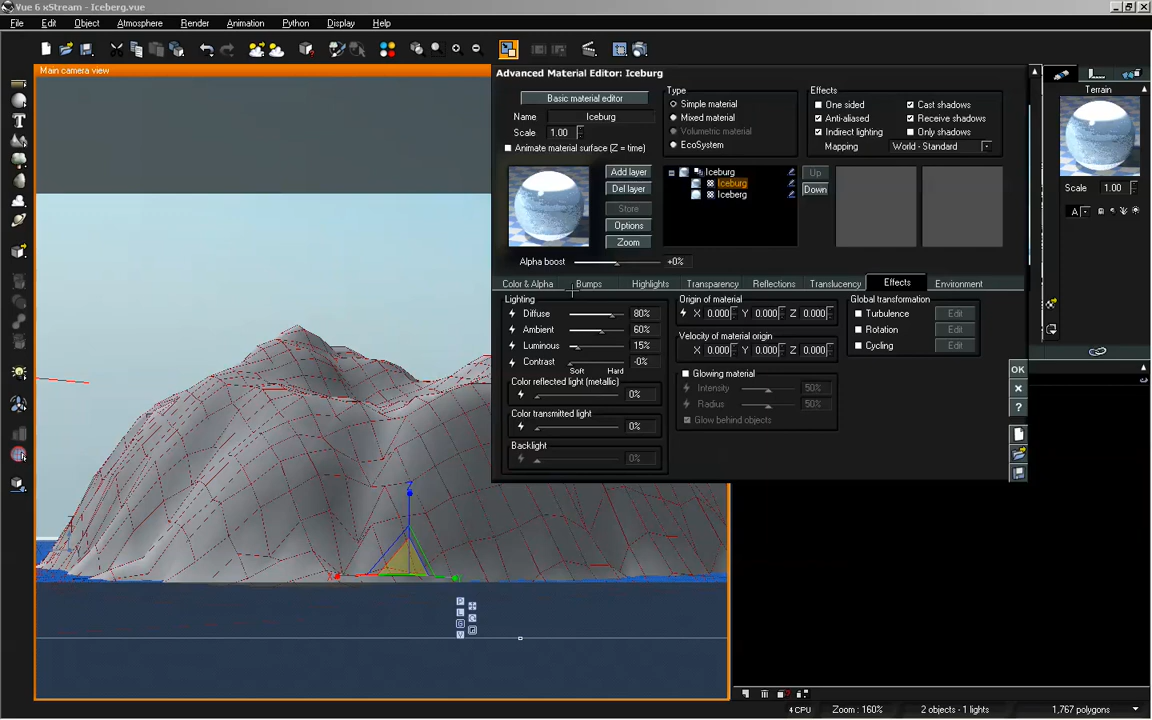 Vue 6 xStream - Iceberg.vue
File Edit Object Atmosphere Render Animation Python Display Help
Main camera view
Advanced Material Editor: Iceburg
Terrain
Basic material editor
Name Iceburg
Scale 1.00
Animate material surface (Z = time)
Type
Simple material
Mixed material
Volumetric material
EcoSystem
Effects
One sided Cast shadows
Anti-aliased Receive shadows
Indirect lighting Only shadows
Mapping World - Standard
Add layer
Del layer
Store
Options
Zoom
Iceburg
Iceburg
Iceberg
Up
Down
Scale 1.00
A
Alpha boost +0%
Color & Alpha Bumps Highlights Transparency Reflections Translucency Effects Environment
Lighting
Diffuse 80%
Ambient 60%
Luminous 15%
Contrast -0%
Soft Hard
Color reflected light (metallic)
0%
Color transmitted light
0%
Backlight
0%
Origin of material
X 0.000 Y 0.000 Z 0.000
Velocity of material origin
X 0.000 Y 0.000 Z 0.000
Glowing material
Intensity 50%
Radius 50%
Glow behind objects
Global transformation
Turbulence Edit
Rotation Edit
Cycling Edit
OK
?
Z
4 CPU Zoom : 160% 2 objects - 1 lights 1,767 polygons